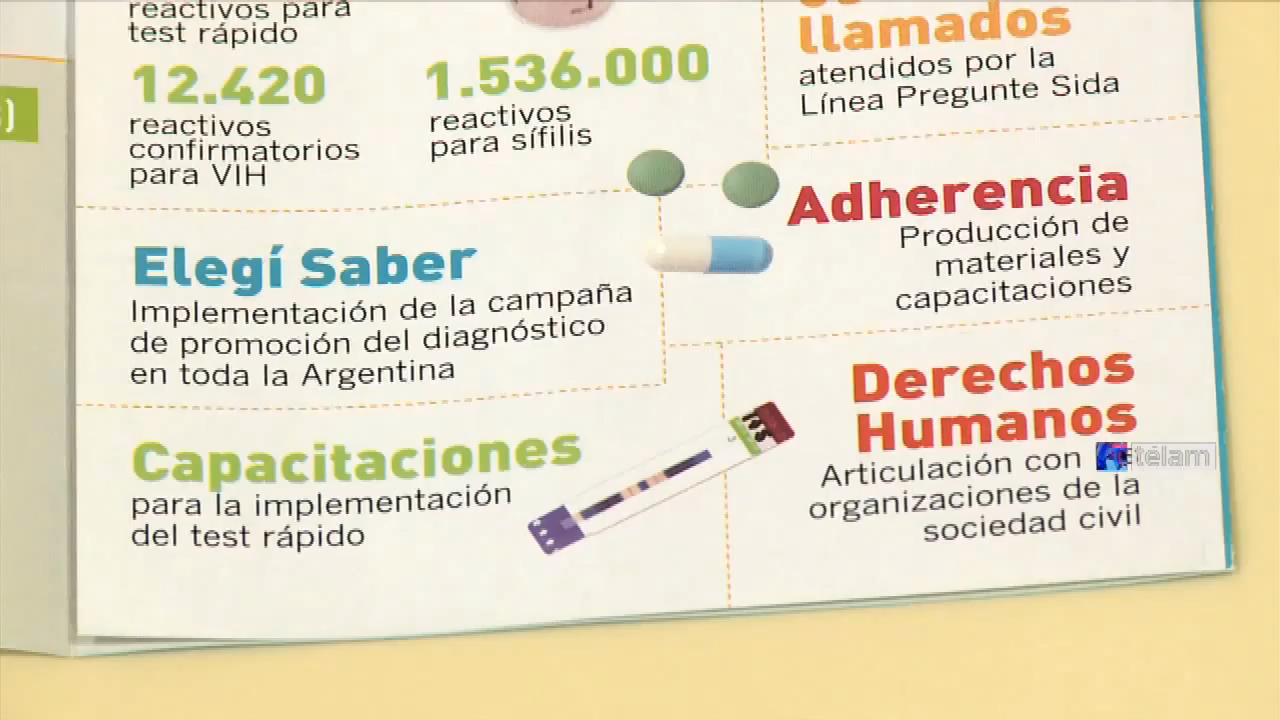 reactivos para
test rápido
12.420
reactivos
confirmatorios
para VIH
1.536.000
reactivos
para sífilis
llamados
atendidos por la
Línea Pregunte Sida
Adherencia
Producción de
materiales y
capacitaciones
Elegí Saber
Implementación de la campaña
de promoción del diagnóstico
en toda la Argentina
Capacitaciones
para la implementación
del test rápido
Derechos
Humanos
Articulación con
organizaciones de la
sociedad civil
télam